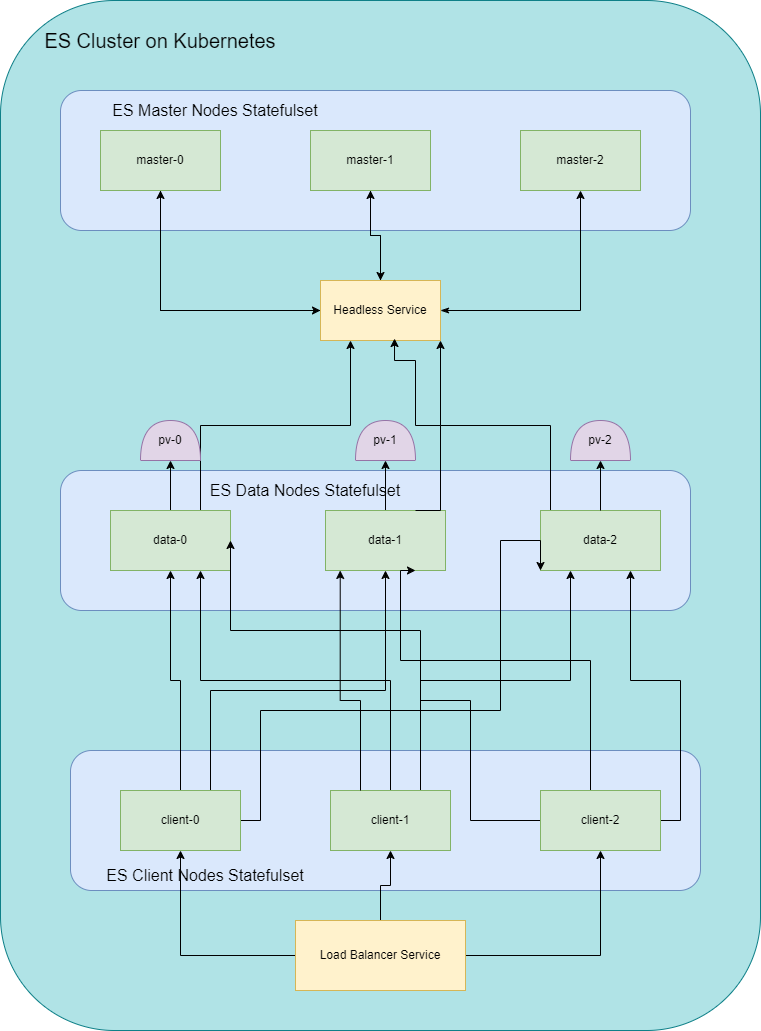 ES Cluster on Kubernetes
ES Master Nodes Statefulset
master-0
master-1
master-2
Headless Service
pv-0
pv-1
pv-2
ES Data Nodes Statefulset
data-0
data-1
data-2
client-0
client-1
client-2
ES Client Nodes Statefulset
Load Balancer Service